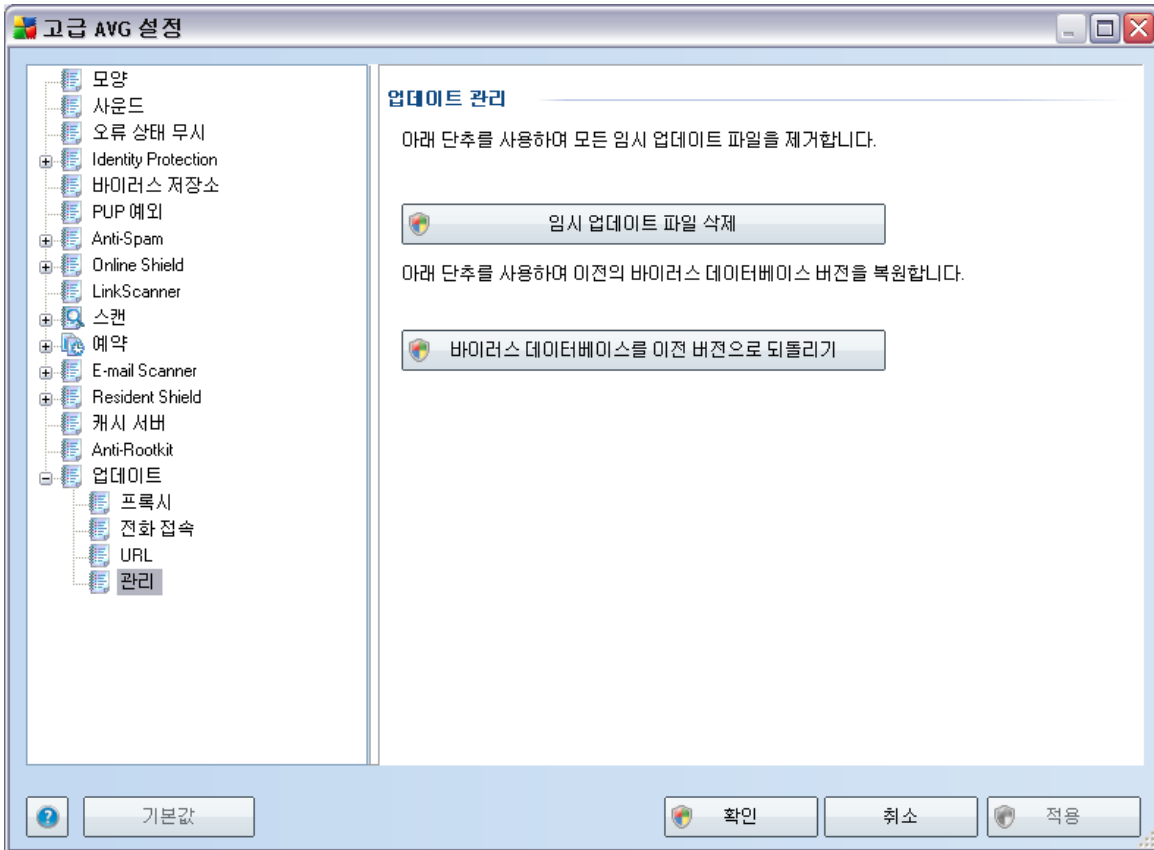 고급 AVG 설정
모양
사운드
오류 상태 무시
Identity Protection
바이러스 저장소
PUP 예외
Anti-Spam
Online Shield
LinkScanner
스캔
예약
E-mail Scanner
Resident Shield
캐시 서버
Anti-Rootkit
업데이트
프록시
전화 접속
URL
관리
업데이트 관리
아래 단추를 사용하여 모든 임시 업데이트 파일을 제거합니다.
임시 업데이트 파일 삭제
아래 단추를 사용하여 이전의 바이러스 데이터베이스 버전을 복원합니다.
바이러스 데이터베이스를 이전 버전으로 되돌리기
?
기본값
확인
취소
적용